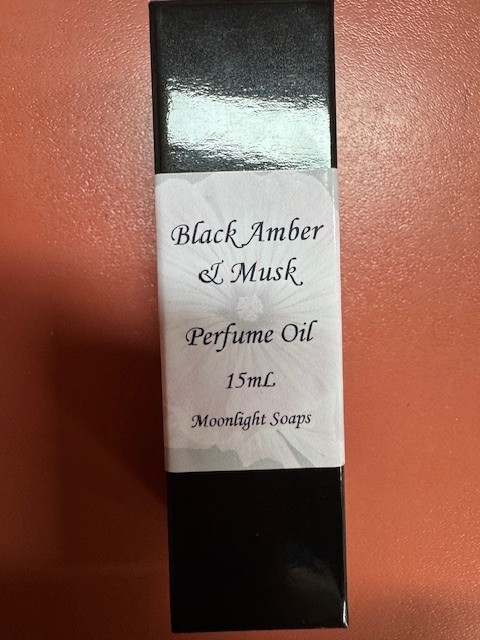 Black Amber
& Musk
Perfume Oil
15mL
Moonlight Soaps